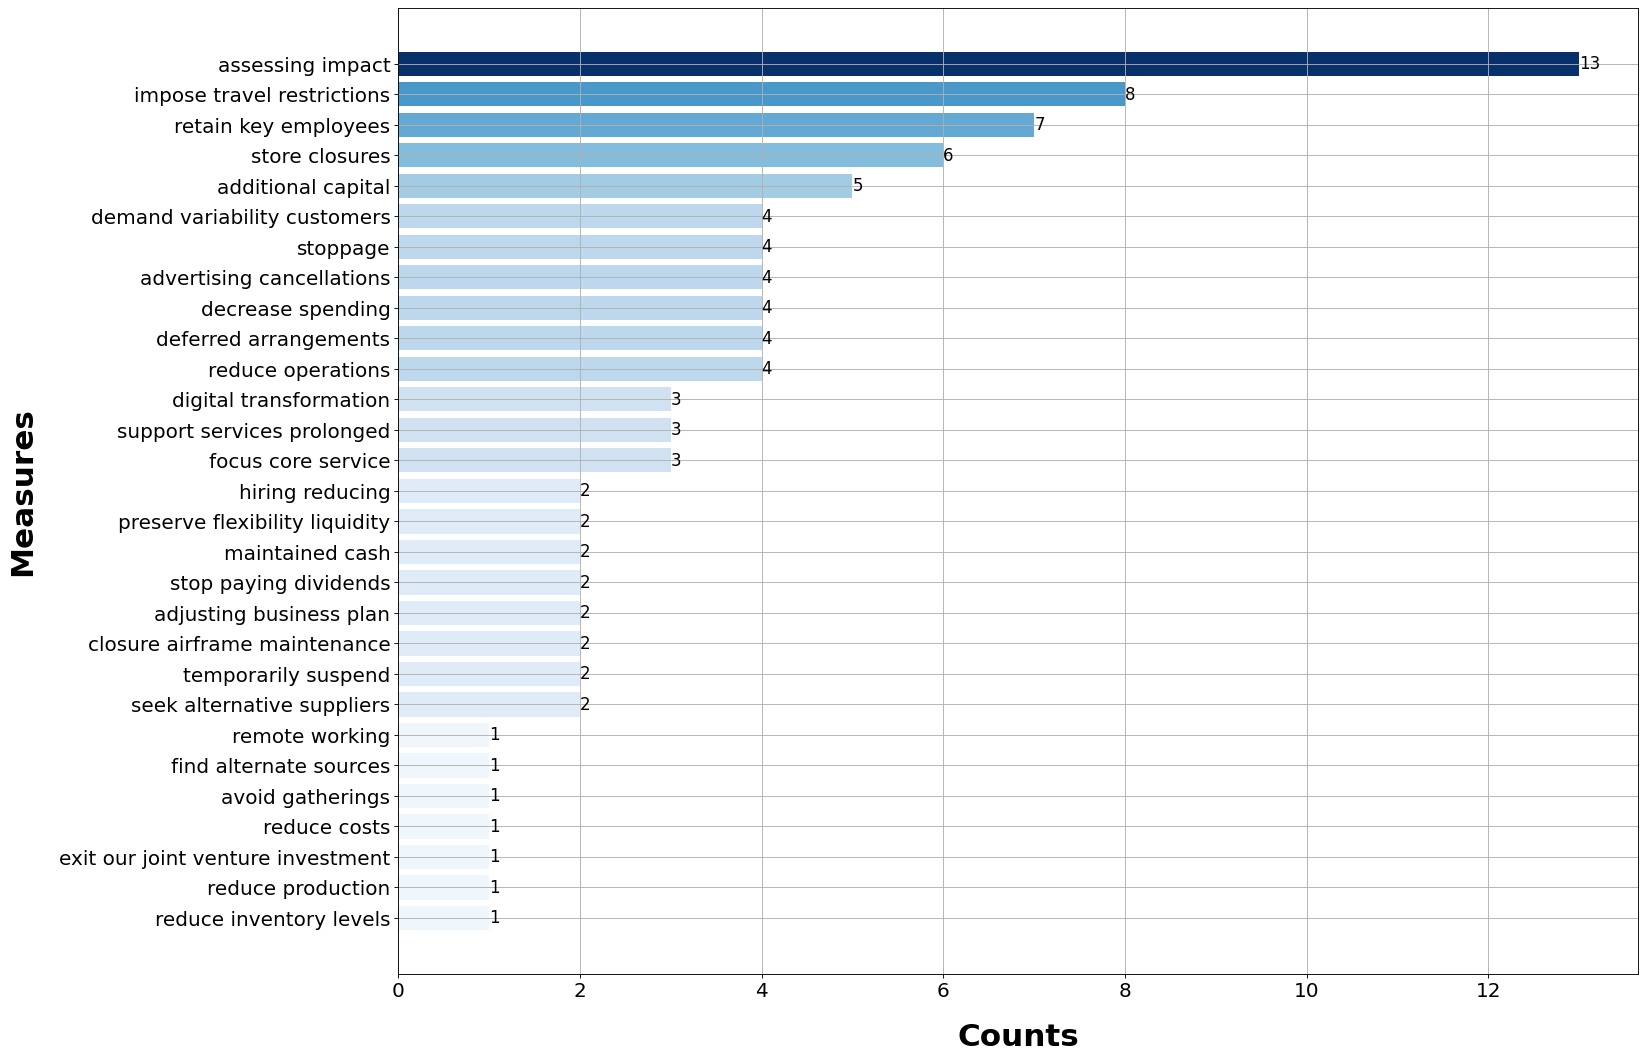 assessing impact 13
impose travel restrictions 8
retain key employees 7
store closures 6
additional capital 5
demand variability customers 4
stoppage 4
advertising cancellations 4
decrease spending 4
deferred arrangements 4
reduce operations 4
digital transformation 3
support services prolonged 3
focus core service 3
hiring reducing 2
preserve flexibility liquidity 2
maintained cash 2
stop paying dividends 2
adjusting business plan 2
closure airframe maintenance 2
temporarily suspend 2
seek alternative suppliers 2
remote working 1
find alternate sources 1
avoid gatherings 1
reduce costs 1
exit our joint venture investment 1
reduce production 1
reduce inventory levels 1
0 2 4 6 8 10 12
Counts
Measures